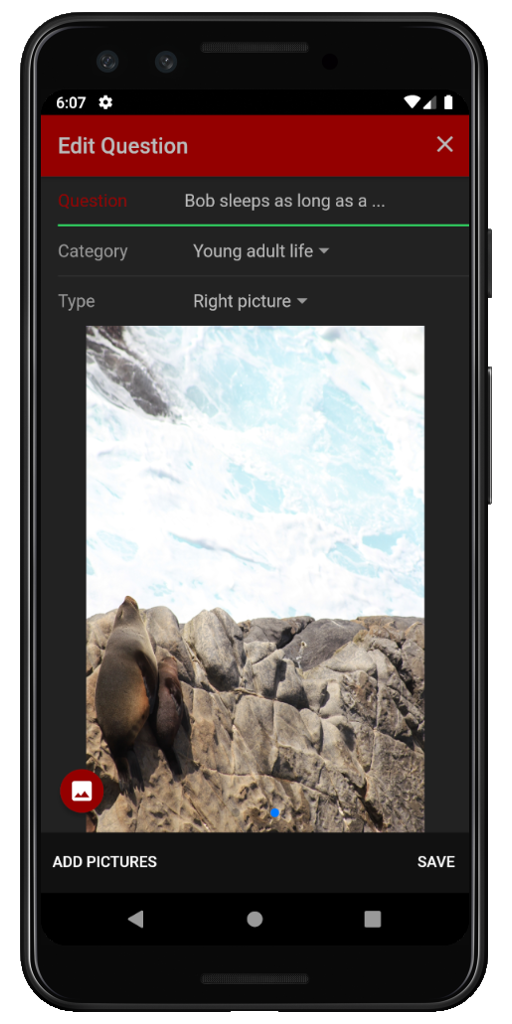 6:07
Edit Question
Question Bob sleeps as long as a ...
Category Young adult life
Type Right picture
ADD PICTURES SAVE